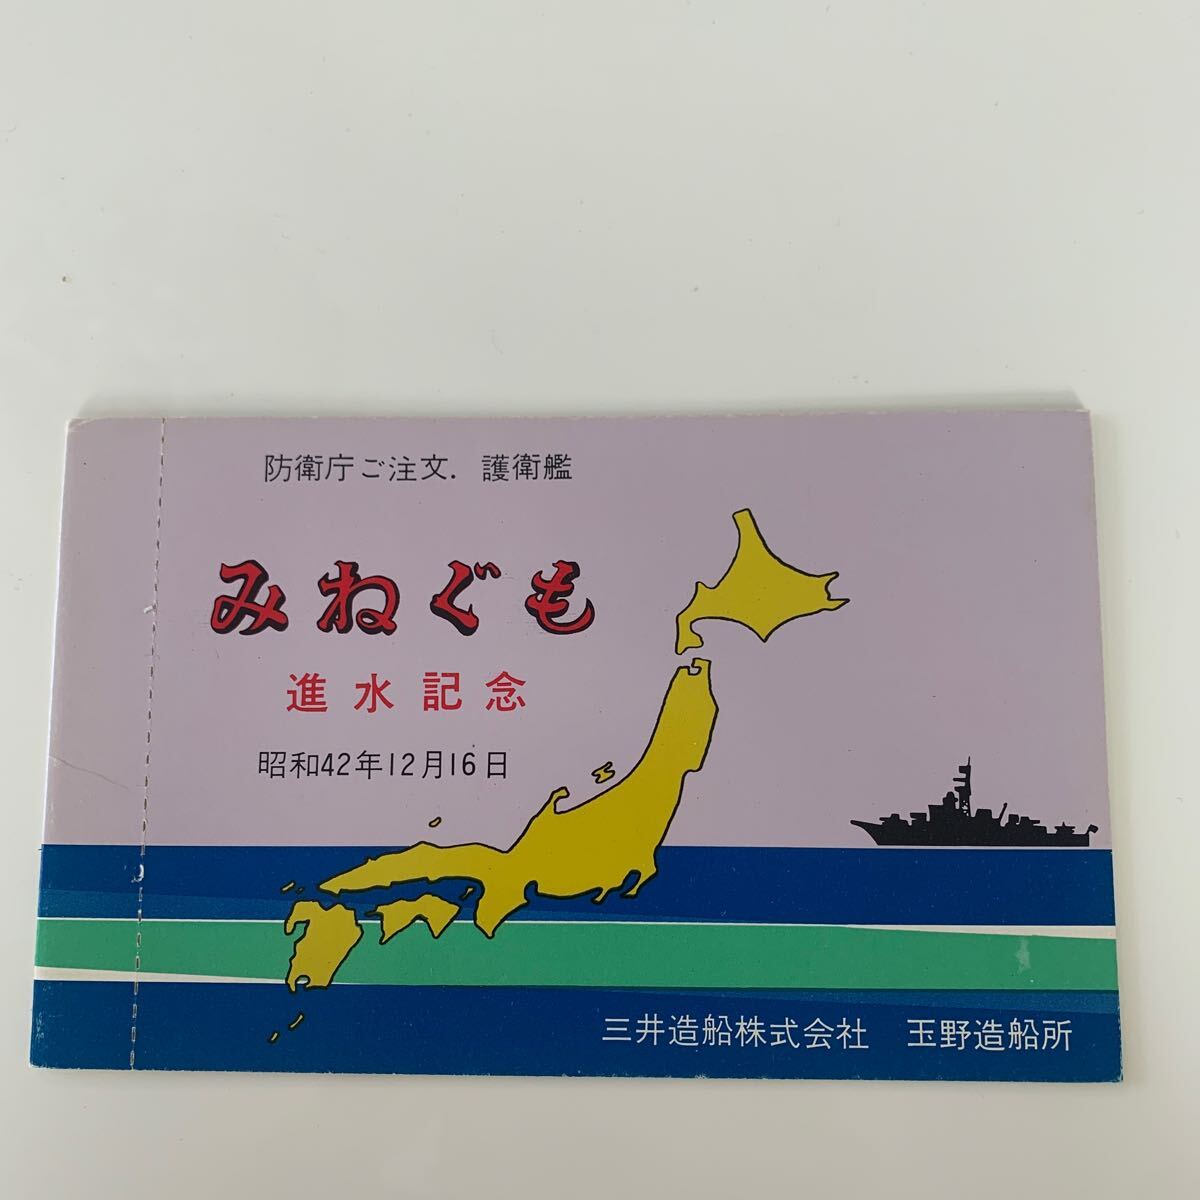 防衛庁ご注文. 護衛艦
みねぐも
進水記念
昭和42年12月16日
三井造船株式会社 玉野造船所